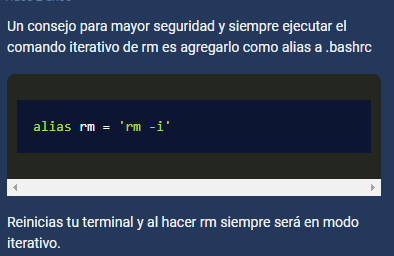 Un consejo para mayor seguridad y siempre ejecutar el
comando iterativo de rm es agregarlo como alias a .bashrc
alias rm = 'rm -i'
Reinicias tu terminal y al hacer rm siempre será en modo
iterativo.